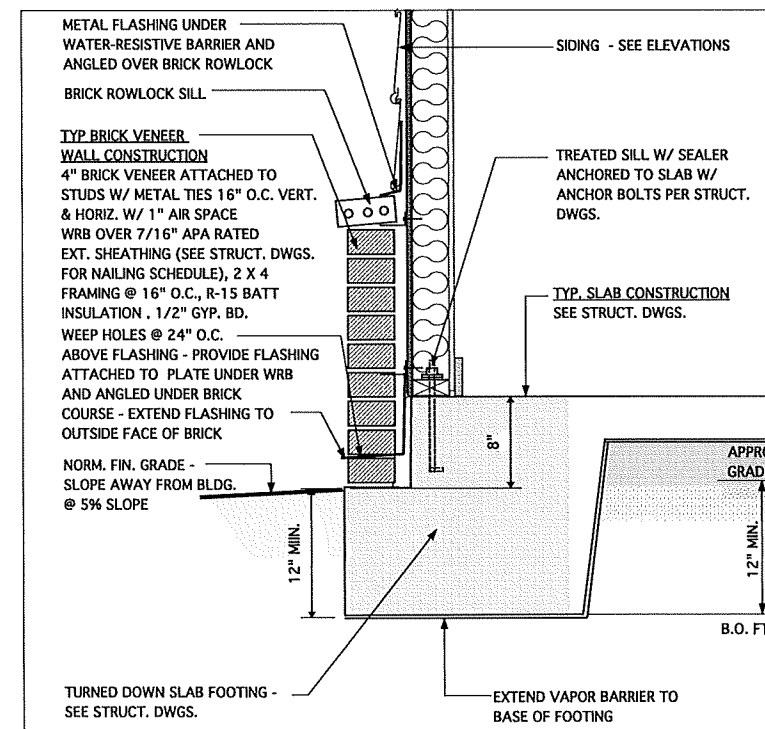 METAL FLASHING UNDER
WATER-RESISTIVE BARRIER AND
ANGLED OVER BRICK ROWLOCK
BRICK ROWLOCK SILL
TYP BRICK VENEER
WALL CONSTRUCTION
4" BRICK VENEER ATTACHED TO
STUDS W/ METAL TIES 16" O.C. VERT.
& HORIZ. W/ 1" AIR SPACE
WRB OVER 7/16" APA RATED
EXT. SHEATHING (SEE STRUCT. DWGS.
FOR NAILING SCHEDULE), 2 X 4
FRAMING @ 16" O.C., R-15 BATT
INSULATION , 1/2" GYP. BD.
WEEP HOLES @ 24" O.C.
ABOVE FLASHING - PROVIDE FLASHING
ATTACHED TO PLATE UNDER WRB
AND ANGLED UNDER BRICK
COURSE - EXTEND FLASHING TO
OUTSIDE FACE OF BRICK
NORM. FIN. GRADE -
SLOPE AWAY FROM BLDG.
@ 5% SLOPE
12" MIIN.
TURNED DOWN SLAB FOOTING -
SEE STRUCT. DWGS.
SIDING - SEE ELEVATIONS
TREATED SILL W/ SEALER
ANCHORED TO SLAB W/
ANCHOR BOLTS PER STRUCT.
DWGS.
TYP. SLAB CONSTRUCTION
SEE STRUCT. DWGS.
8"
APPRO
GRAD
12" MIN.
B.O. FT
EXTEND VAPOR BARRIER TO
BASE OF FOOTING